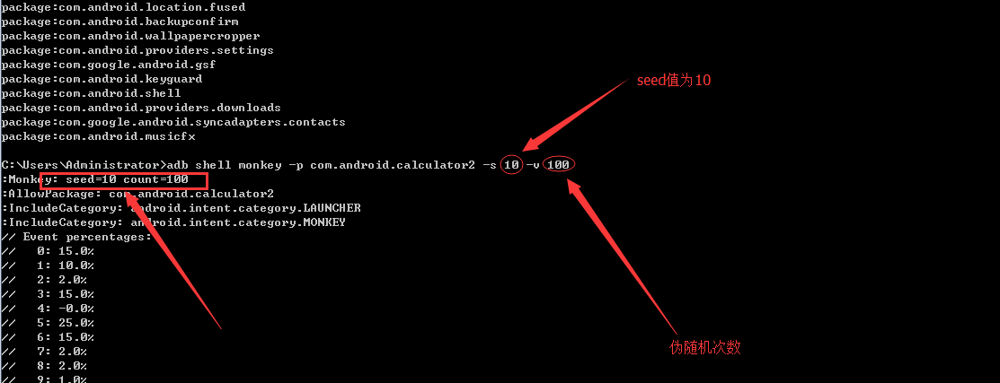 package:com.android.location.fused
package:com.android.backupconfirm
package:com.android.wallpapercropper
package:com.android.providers.settings
package:com.google.android.gsf
package:com.android.keyguard
package:com.android.shell
package:com.android.providers.downloads
package:com.google.android.syncadapters.contacts
package:com.android.musicfx
seed值为10
C:\Users\Administrator>adb shell monkey -p com.android.calculator2 -s 10 -v 100
:Monkey: seed=10 count=100
:AllowPackage: com.android.calculator2
:IncludeCategory: android.intent.category.LAUNCHER
:IncludeCategory: android.intent.category.MONKEY
// Event percentages:
//   0: 15.0%
//   1: 10.0%
//   2: 2.0%
//   3: 15.0%
//   4: -0.0%
//   5: 25.0%
//   6: 15.0%
//   7: 2.0%
//   8: 2.0%
//   9: 1.0%
伪随机次数